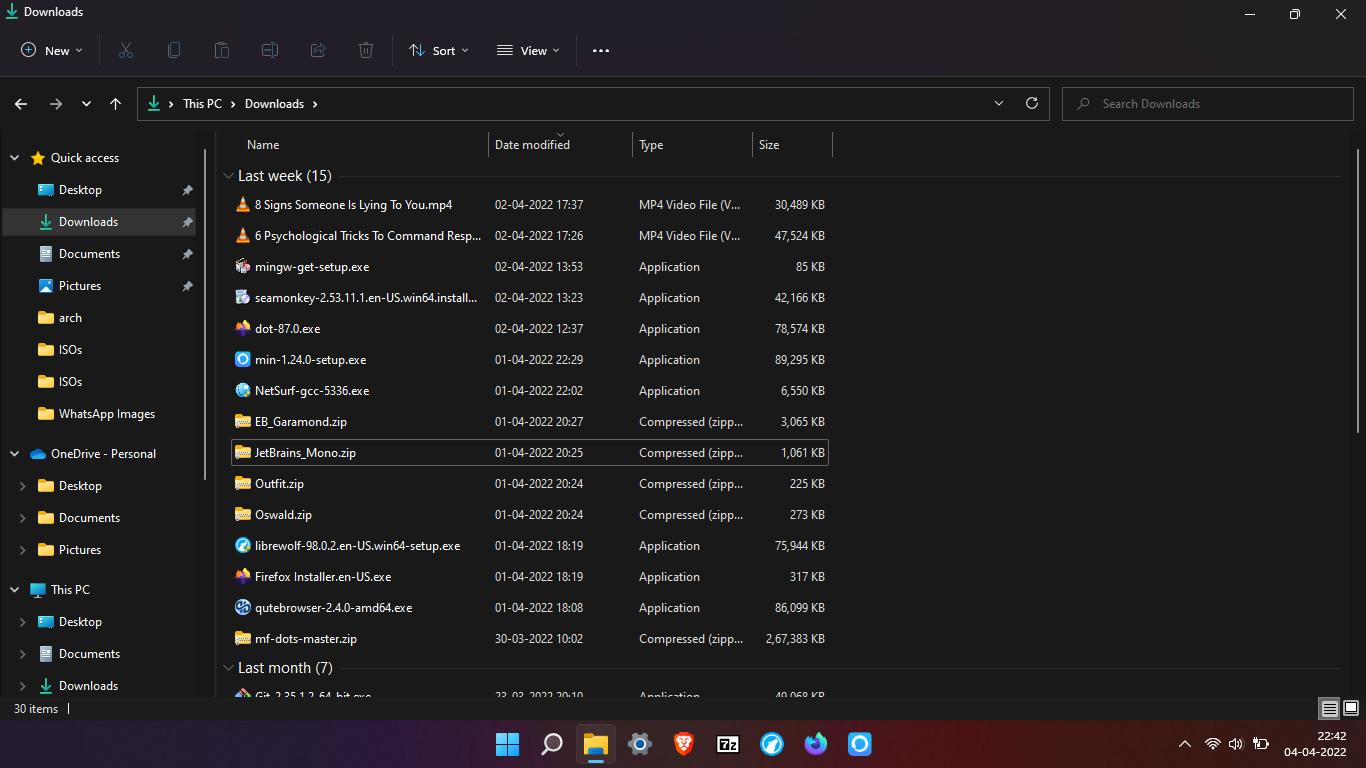 Downloads
New Sort View
This PC Downloads Search Downloads
Name Date modified Type Size
Quick access
Desktop
Downloads
Documents
Pictures
arch
ISOs
ISOs
WhatsApp Images
OneDrive - Personal
Desktop
Documents
Pictures
This PC
Desktop
Documents
Downloads
Last week (15)
8 Signs Someone Is Lying To You.mp4 02-04-2022 17:37 MP4 Video File (V... 30,489 KB
6 Psychological Tricks To Command Resp... 02-04-2022 17:26 MP4 Video File (V... 47,524 KB
mingw-get-setup.exe 02-04-2022 13:53 Application 85 KB
seamonkey-2.53.11.1.en-US.win64.install... 02-04-2022 13:23 Application 42,166 KB
dot-87.0.exe 02-04-2022 12:37 Application 78,574 KB
min-1.24.0-setup.exe 01-04-2022 22:29 Application 89,295 KB
NetSurf-gcc-5336.exe 01-04-2022 22:02 Application 6,550 KB
EB_Garamond.zip 01-04-2022 20:27 Compressed (zipp... 3,065 KB
JetBrains_Mono.zip 01-04-2022 20:25 Compressed (zipp... 1,061 KB
Outfit.zip 01-04-2022 20:24 Compressed (zipp... 225 KB
Oswald.zip 01-04-2022 20:24 Compressed (zipp... 273 KB
librewolf-98.0.2.en-US.win64-setup.exe 01-04-2022 18:19 Application 75,944 KB
Firefox Installer.en-US.exe 01-04-2022 18:19 Application 317 KB
qutebrowser-2.4.0-amd64.exe 01-04-2022 18:08 Application 86,099 KB
mf-dots-master.zip 30-03-2022 10:02 Compressed (zipp... 2,67,383 KB
Last month (7)
Git-2.35.1.2-64-bit.exe 23-03-2022 20:10 Application 49,068 KB
30 items
7z
22:42
04-04-2022